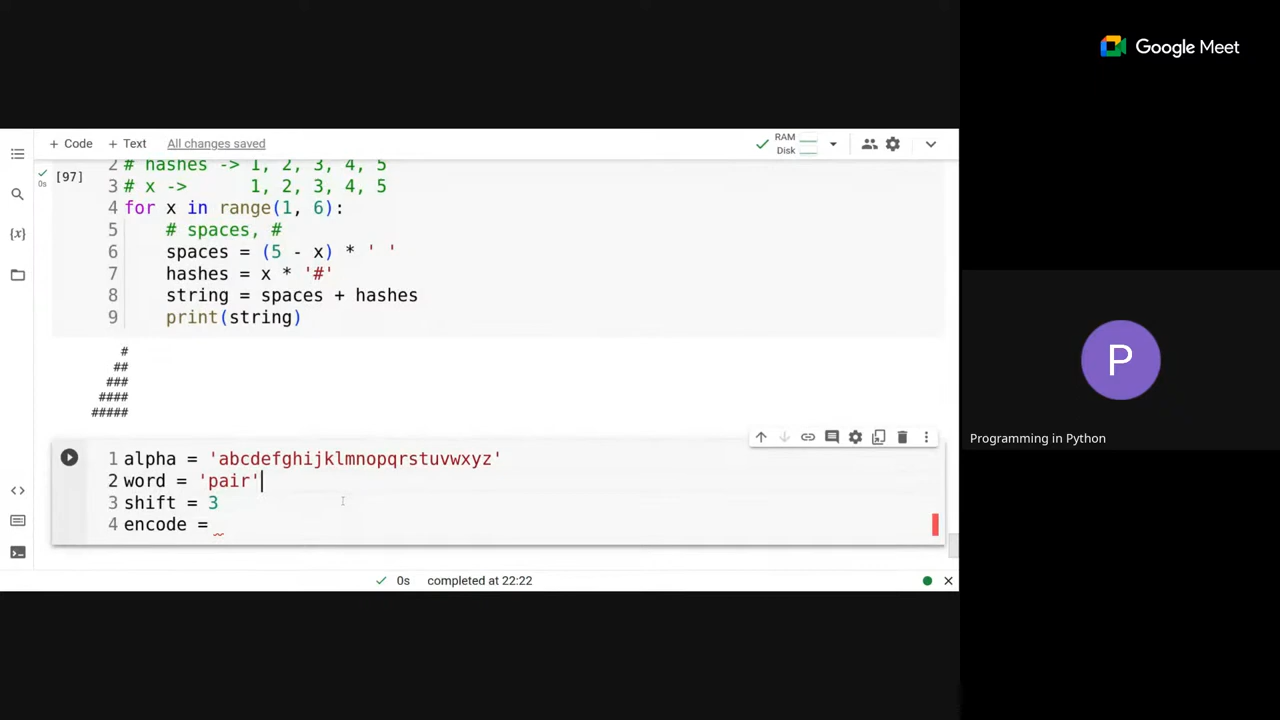 Google Meet
+ Code + Text All changes saved
RAM
Disk
[97]
0s
2 # hashes -> 1, 2, 3, 4, 5
3 # x ->      1, 2, 3, 4, 5
4 for x in range(1, 6):
5     # spaces, #
6     spaces = (5 - x) * ' '
7     hashes = x * '#'
8     string = spaces + hashes
9     print(string)
    #
   ##
  ###
 ####
#####
{x}
1 alpha = 'abcdefghijklmnopqrstuvwxyz'
2 word = 'pair'
3 shift = 3
4 encode =
P
Programming in Python
0s completed at 22:22